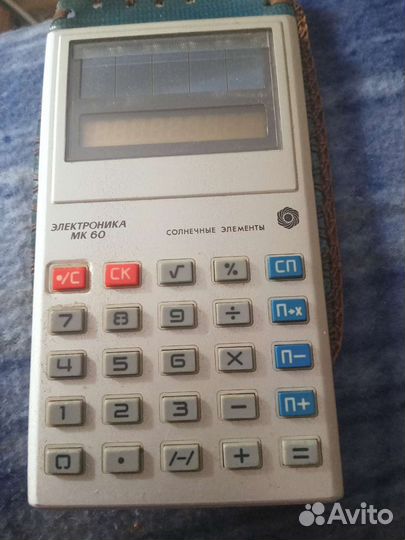 ЭЛЕКТРОНИКА
МК 60
СОЛНЕЧНЫЕ ЭЛЕМЕНТЫ
•/С СК √ % СП
7 8 9 ÷ П→х
4 5 6 × П−
1 2 3 − П+
0 • /−/ + =
Avito